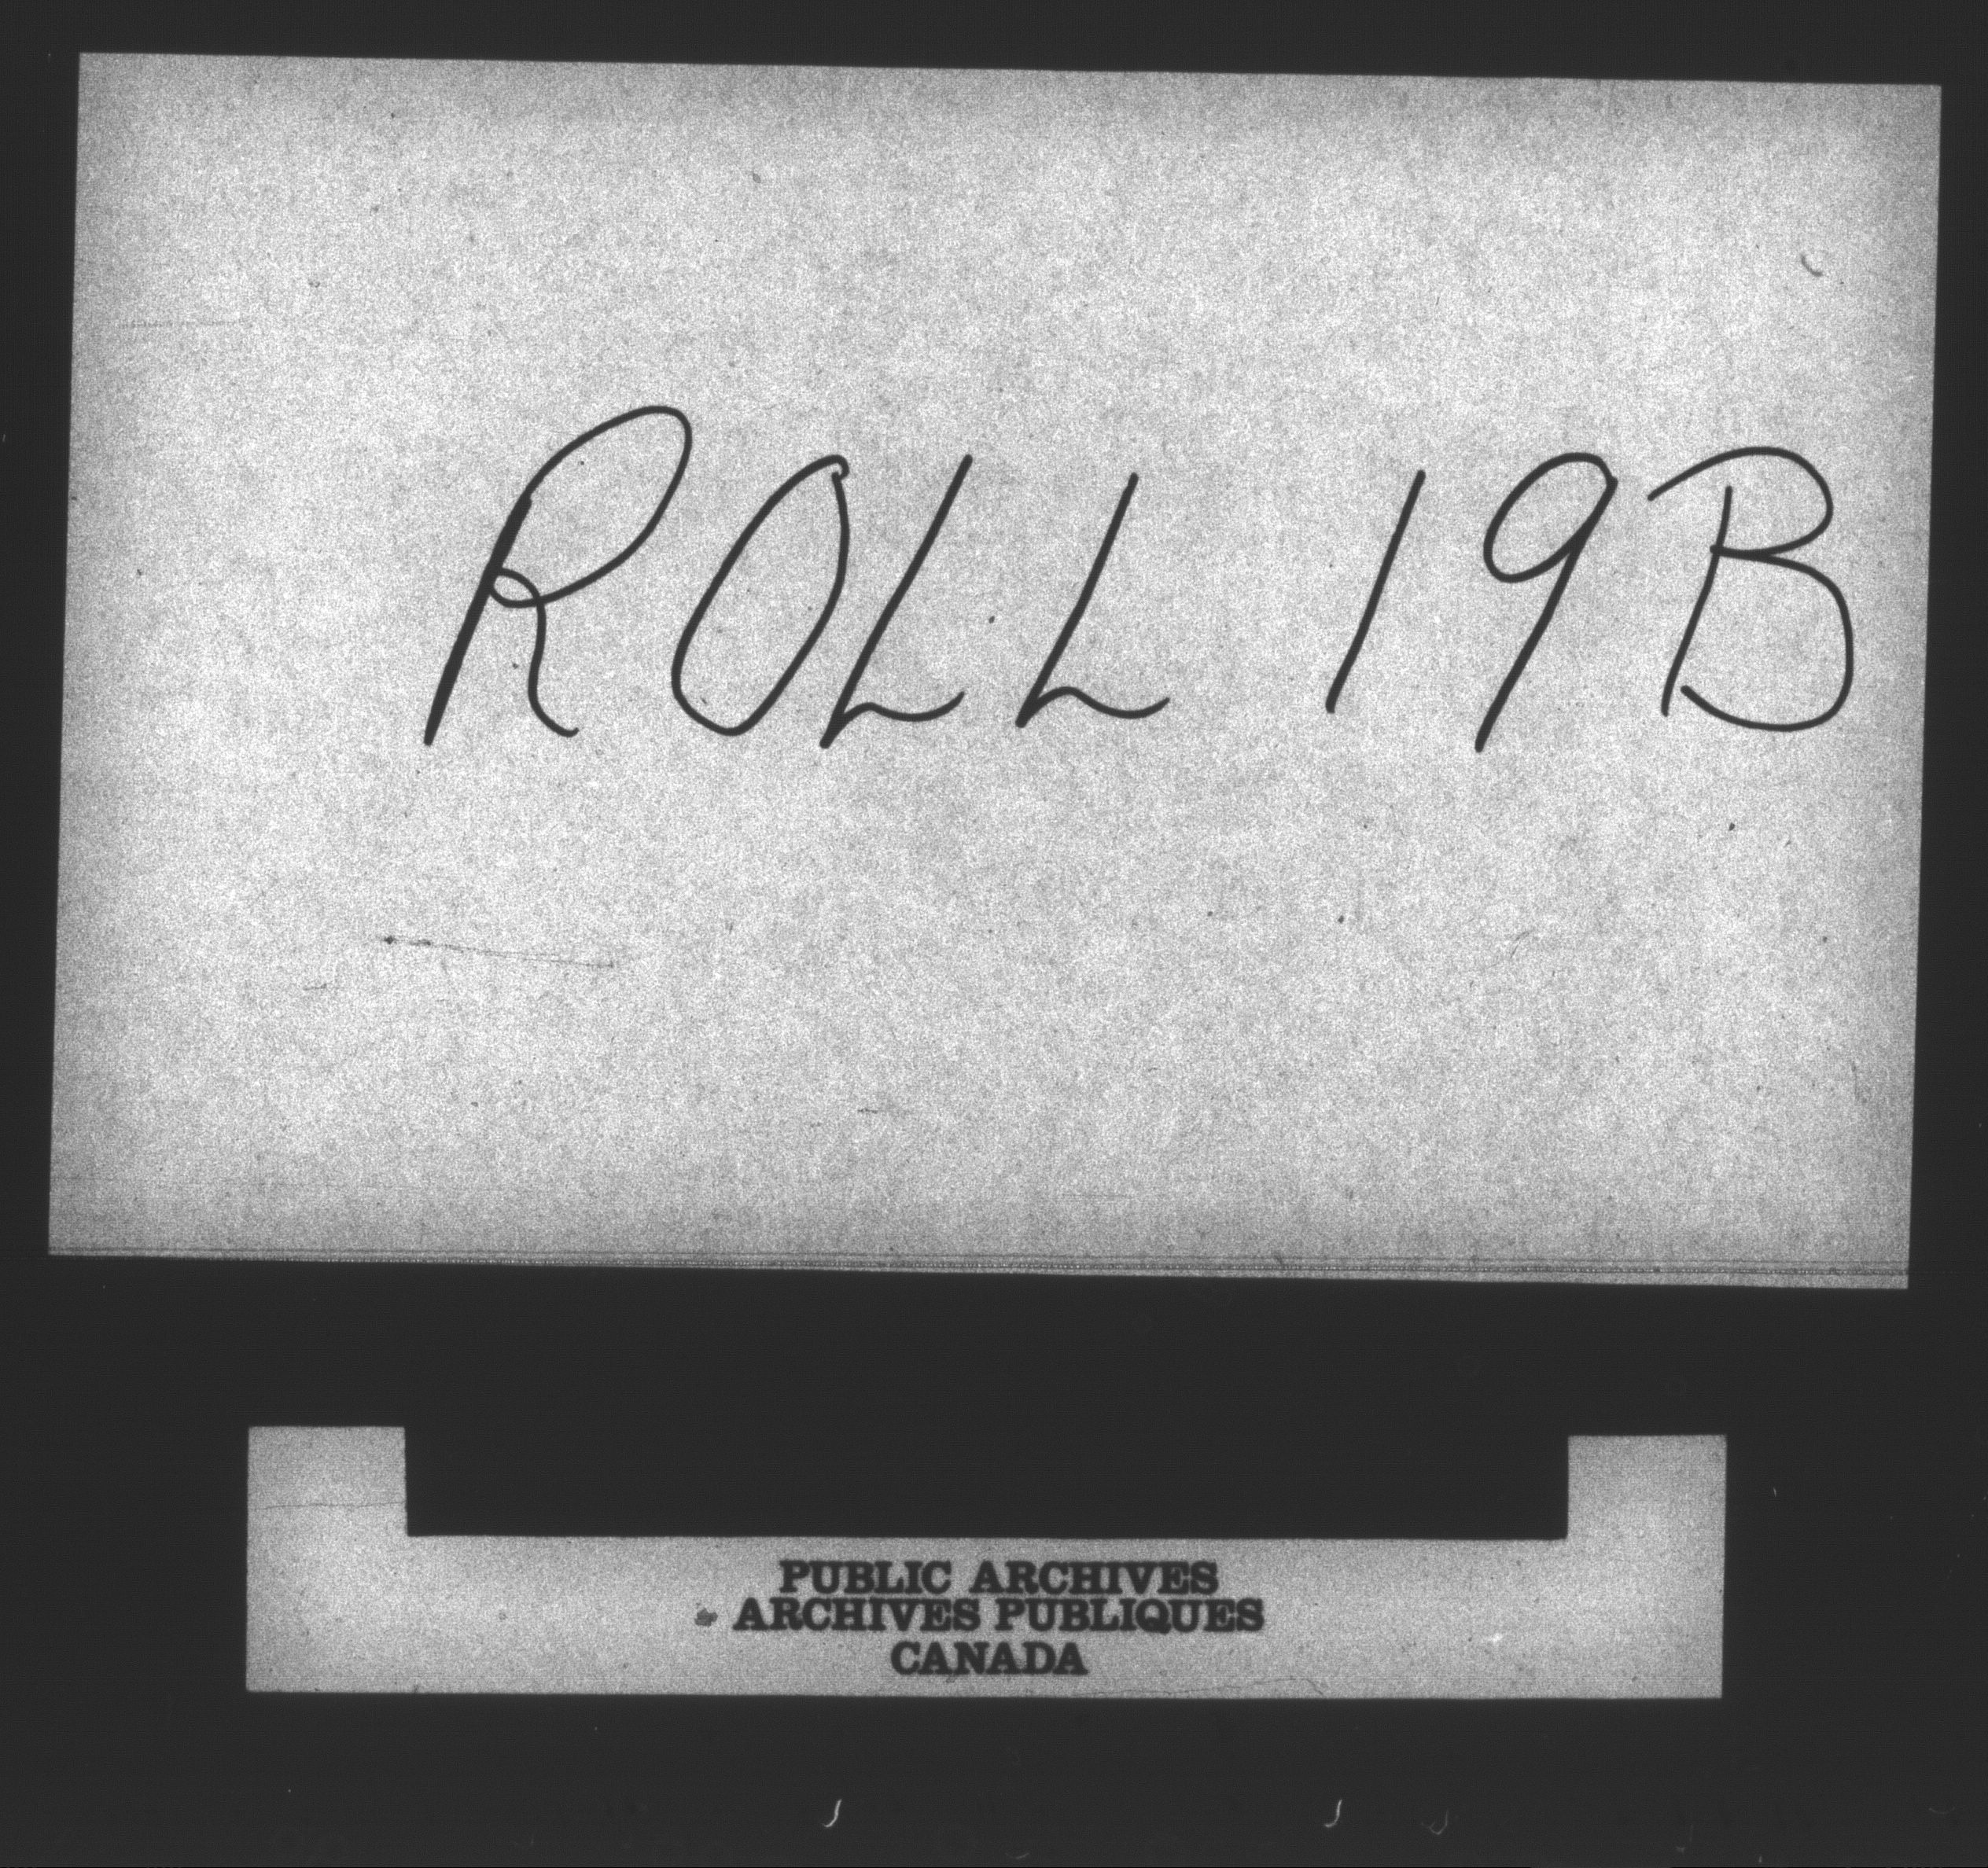 ROLL 19B
PUBLIC ARCHIVES
ARCHIVES PUBLIQUES
CANADA